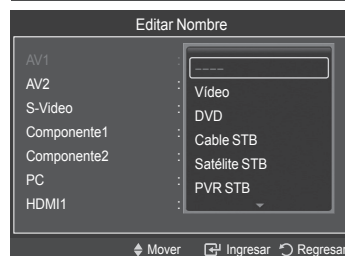 Editar Nombre
AV1 :
AV2 :
S-Video :
Componente1 :
Componente2 :
PC :
HDMI1 :
----
Vídeo
DVD
Cable STB
Satélite STB
PVR STB
Mover Ingresar Regresar